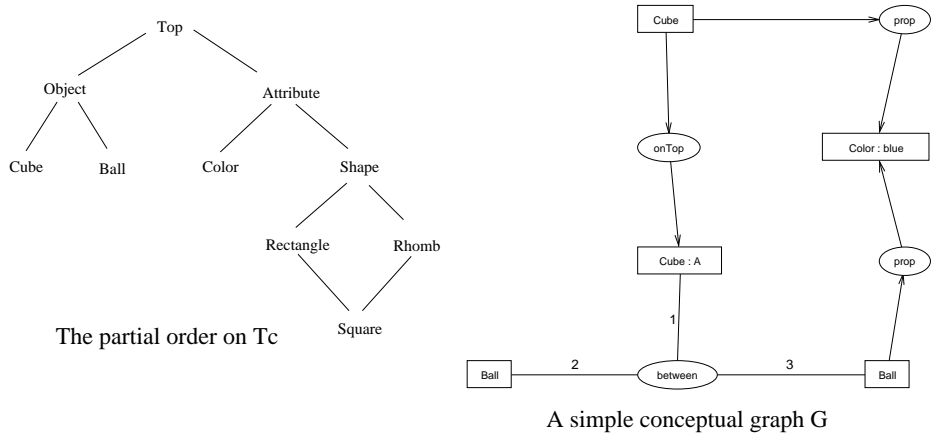 Top
Object
Attribute
Cube
Ball
Color
Shape
Rectangle
Rhomb
Square
The partial order on Tc
Cube
prop
onTop
Color : blue
Cube : A
prop
1
Ball
2
between
3
Ball
A simple conceptual graph G